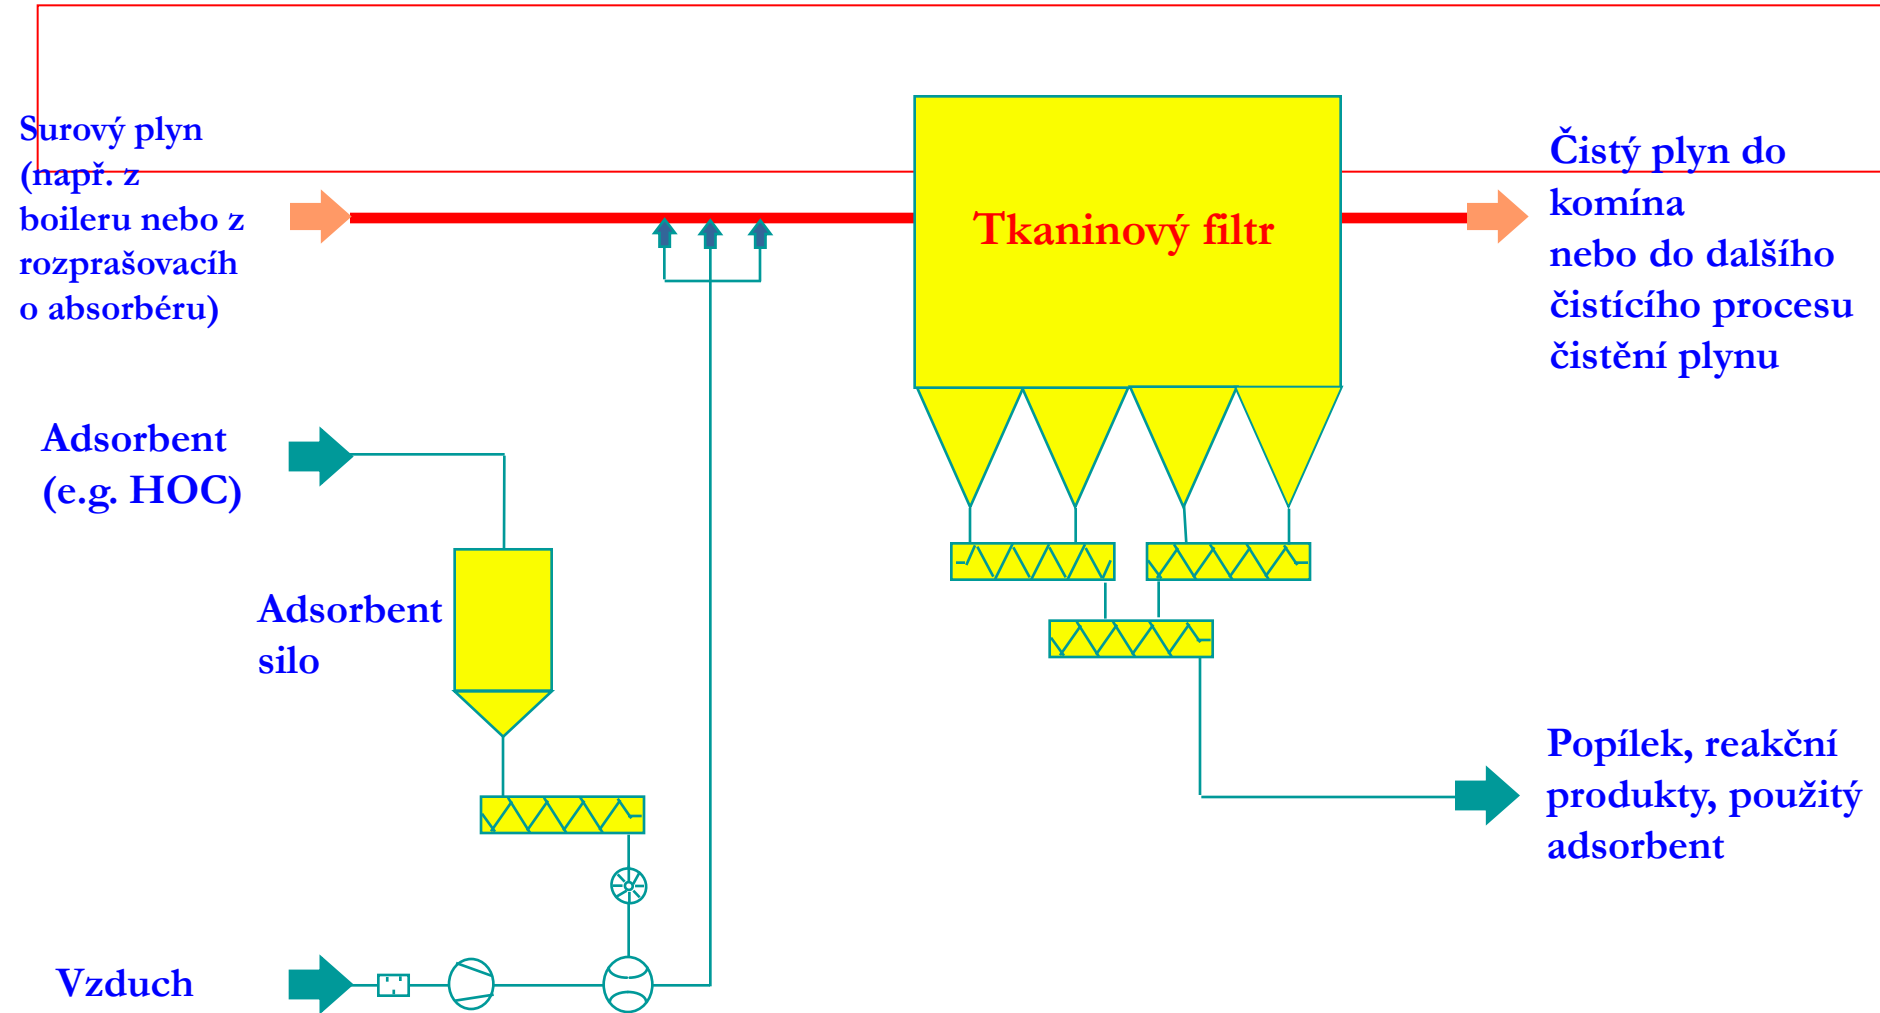 Surový plyn
(např. z
boileru nebo z
rozprašovacíh
o absorbéru)
Tkaninový filtr
Čistý plyn do
komína
nebo do dalšího
čistícího procesu
čistění plynu
Adsorbent
(e.g. HOC)
Adsorbent
silo
Popílek, reakční
produkty, použitý
adsorbent
Vzduch